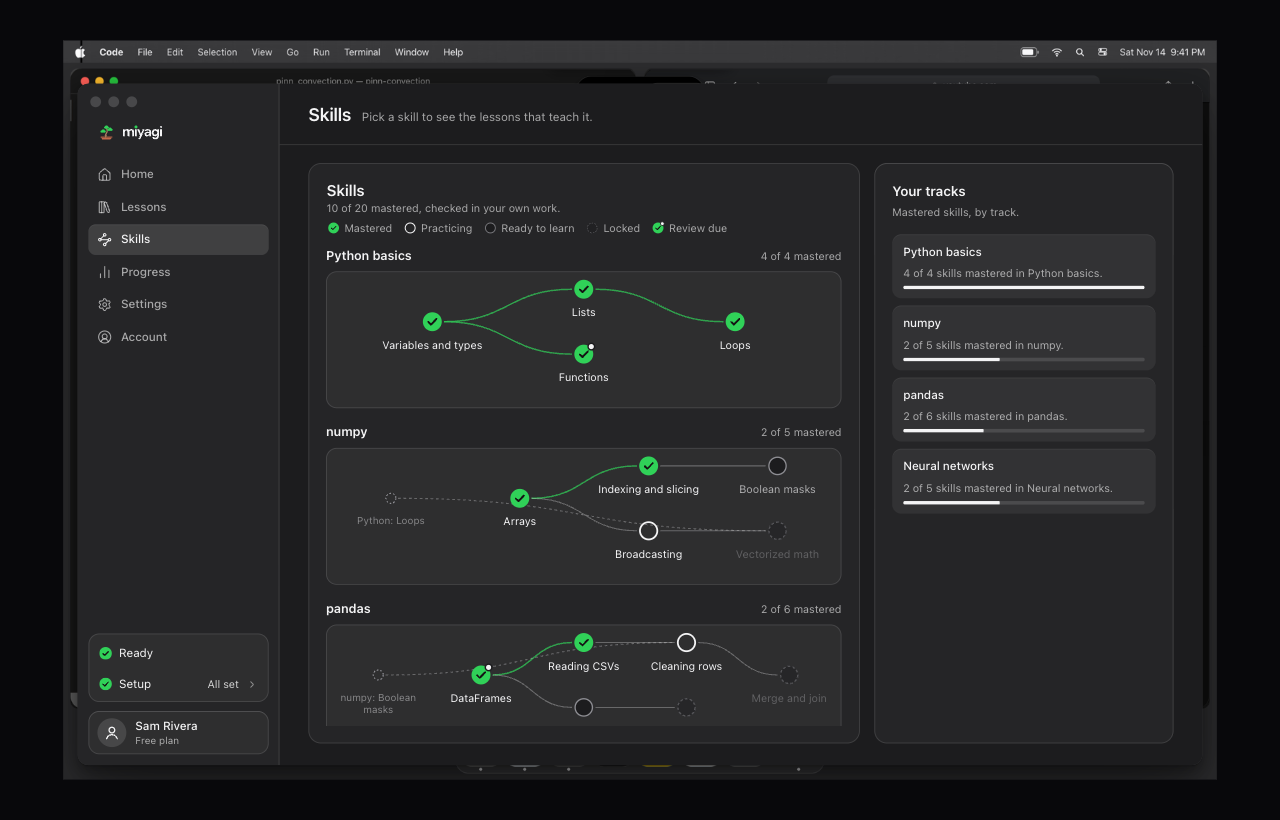 Code File Edit Selection View Go Run Terminal Window Help
Sat Nov 14 9:41 PM
pinn_convection.py — pinn-convection
miyagi
Home
Lessons
Skills
Progress
Settings
Account
Ready
Setup All set
Sam Rivera
Free plan
Skills Pick a skill to see the lessons that teach it.
Skills
10 of 20 mastered, checked in your own work.
Mastered Practicing Ready to learn Locked Review due
Python basics 4 of 4 mastered
Lists
Variables and types
Loops
Functions
numpy 2 of 5 mastered
Indexing and slicing
Boolean masks
Python: Loops
Arrays
Broadcasting
Vectorized math
pandas 2 of 6 mastered
Reading CSVs
Cleaning rows
numpy: Boolean
masks
DataFrames
Merge and join
Your tracks
Mastered skills, by track.
Python basics
4 of 4 skills mastered in Python basics.
numpy
2 of 5 skills mastered in numpy.
pandas
2 of 6 skills mastered in pandas.
Neural networks
2 of 5 skills mastered in Neural networks.